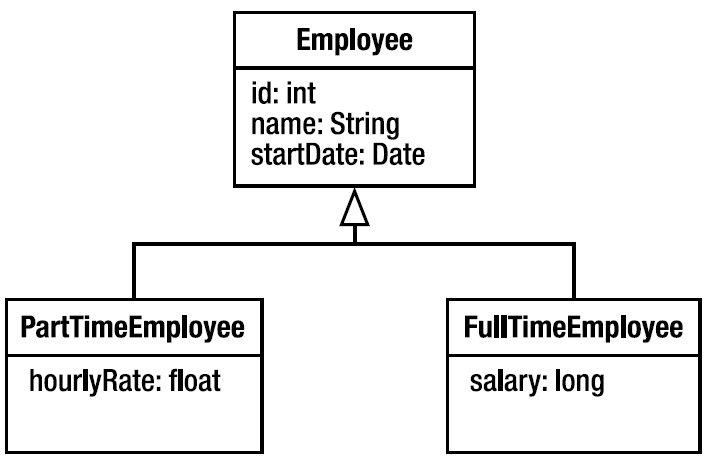 Employee
id: int
name: String
startDate: Date
PartTimeEmployee
hourlyRate: float
FullTimeEmployee
salary: long